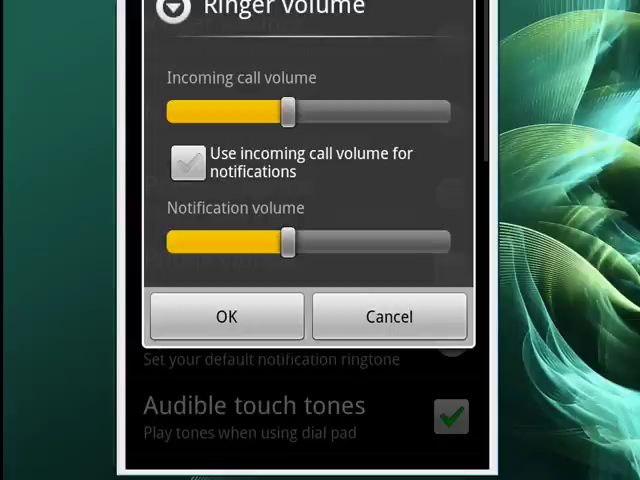 Ringer volume
Incoming call volume
Use incoming call volume for
notifications
Notification volume
OK
Cancel
Set your default notification ringtone
Audible touch tones
Play tones when using dial pad